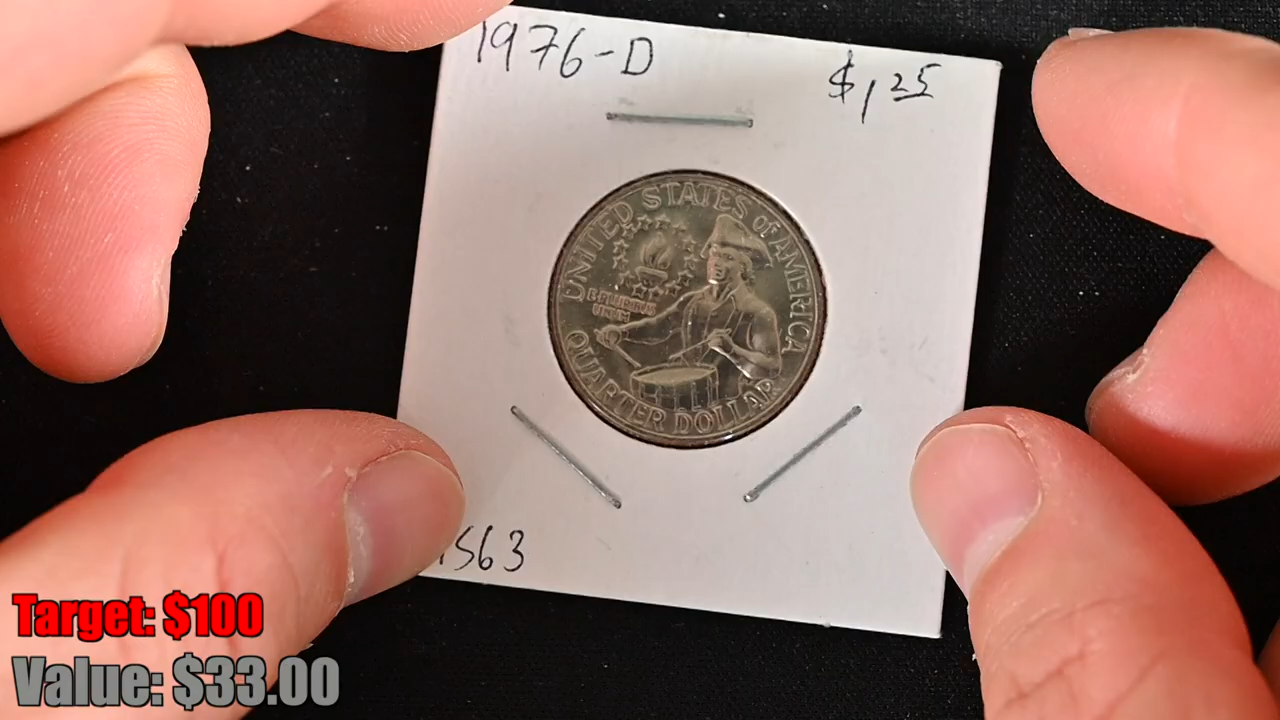 1976-D
$1.25
UNITED STATES OF AMERICA
E PLURIBUS
UNUM
QUARTER DOLLAR
563
Target: $100
Value: $33.00